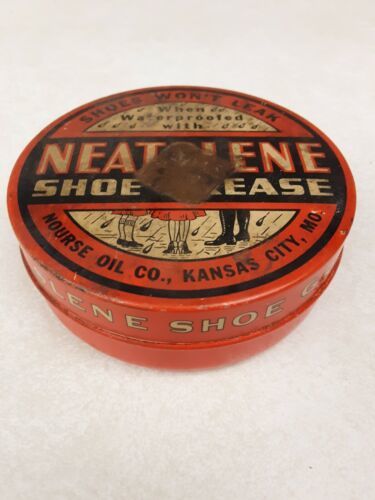 SHOES WON'T LEAK
When
Waterproofed
with
NEAT LENE
SHOE EASE
NOURSE OIL CO., KANSAS CITY, MO.
LENE SHOE G